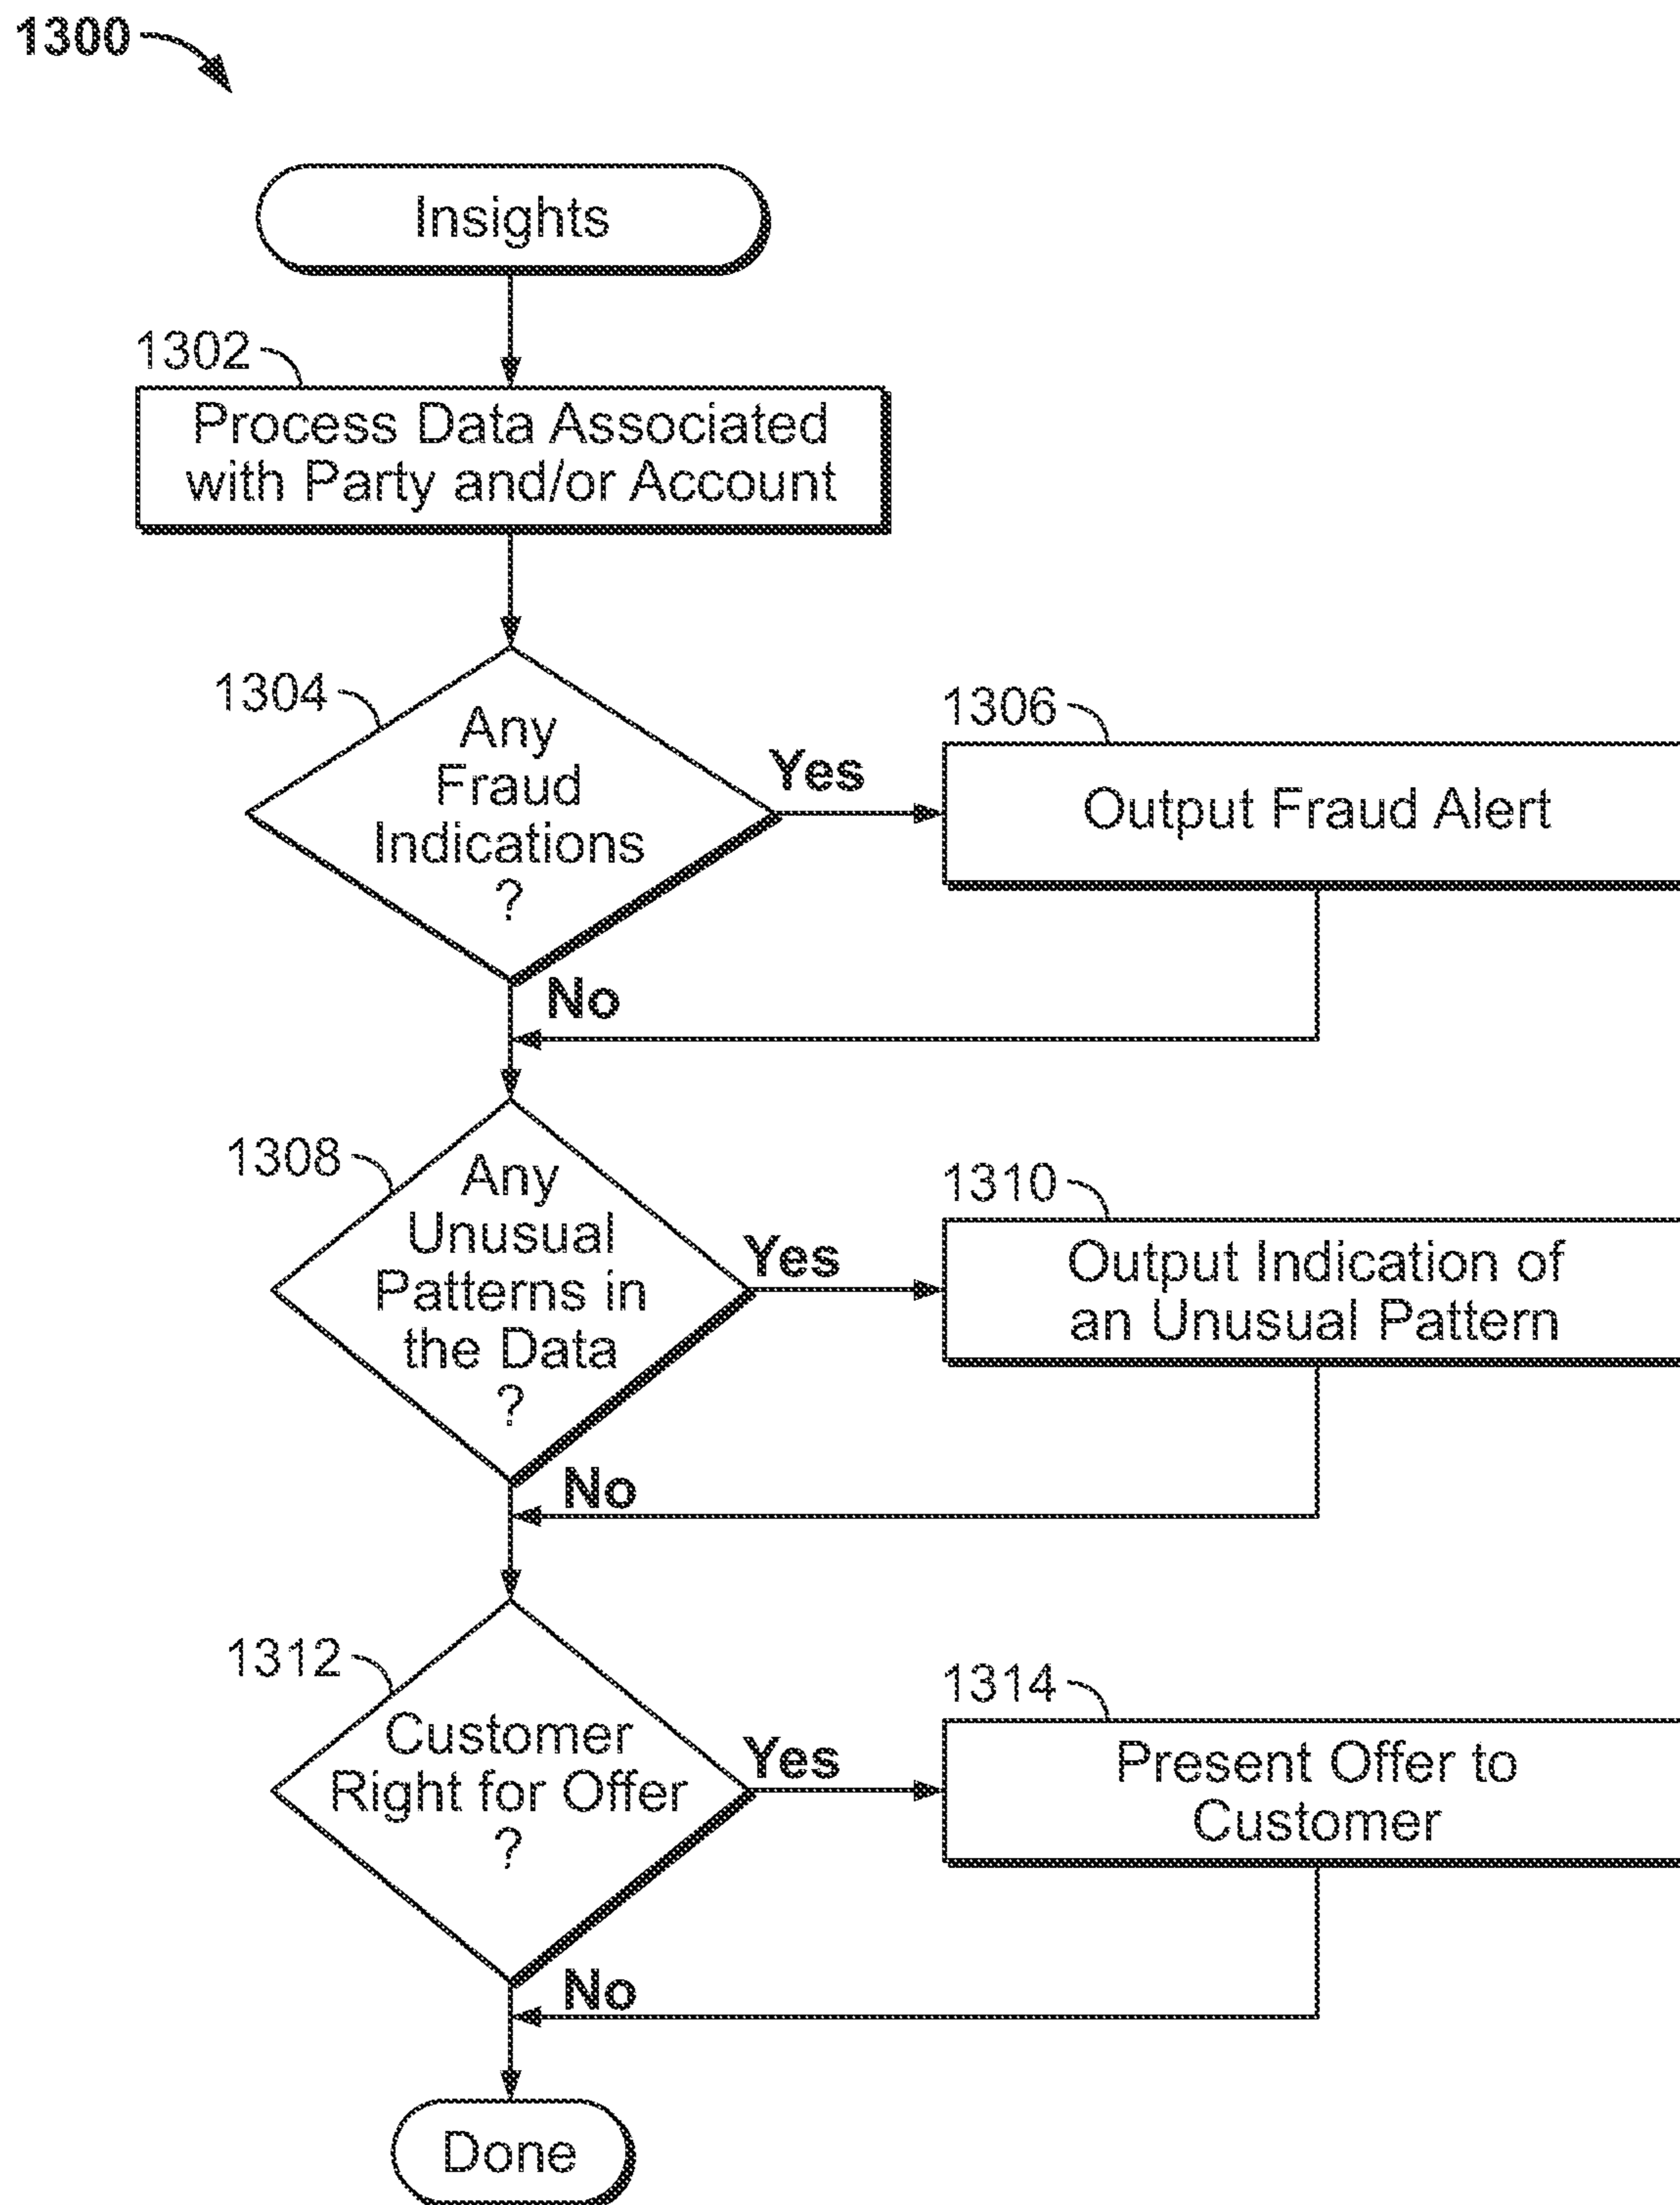 1300
Insights
1302
Process Data Associated
with Party and/or Account
1304
Any
Fraud
Indications
?
Yes
1306
Output Fraud Alert
No
1308
Any
Unusual
Patterns in
the Data
?
Yes
1310
Output Indication of
an Unusual Pattern
No
1312
Customer
Right for Offer
?
Yes
1314
Present Offer to
Customer
No
Done